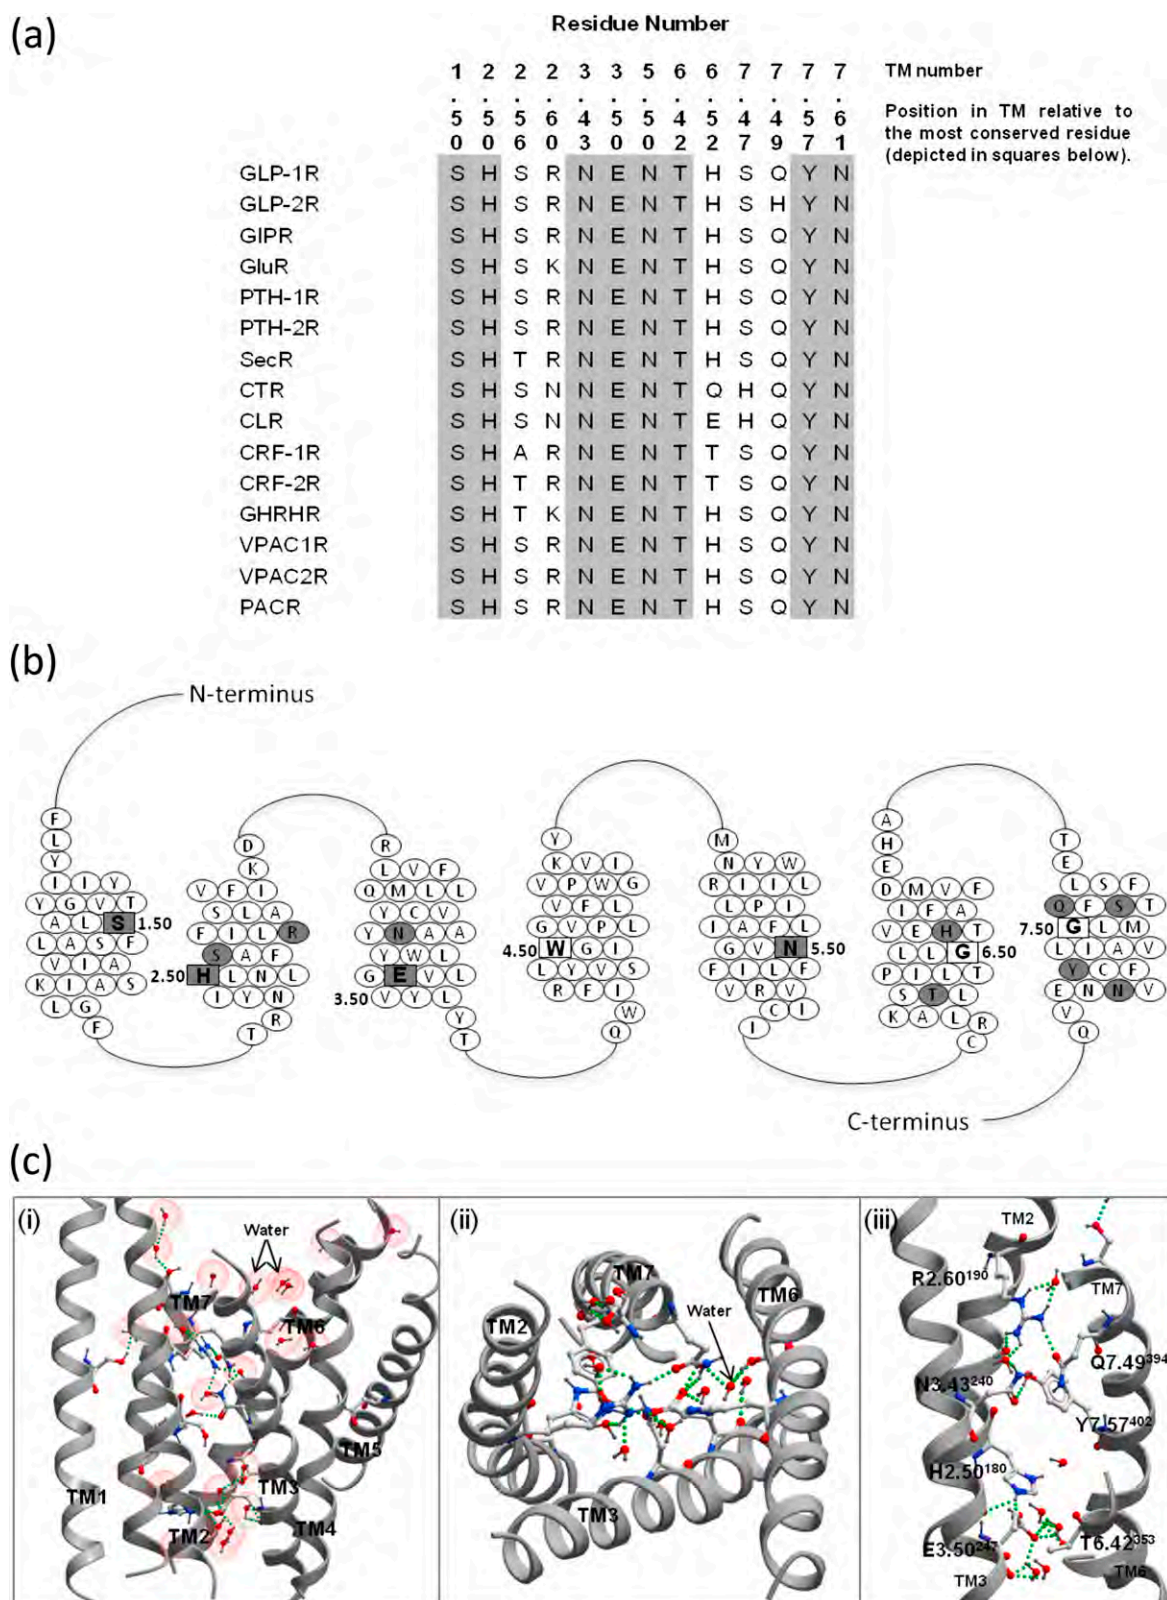 (a)
Residue Number
1 2 2 2 3 3 5 6 6 7 7 7 7 TM number
. . . . . . . . . . . . .
5 5 5 6 4 5 5 4 5 4 4 5 6 Position in TM relative to
0 0 6 0 3 0 0 2 2 7 9 7 1 the most conserved residue
(depicted in squares below).
GLP-1R S H S R N E N T H S Q Y N
GLP-2R S H S R N E N T H S H Y N
GIPR S H S R N E N T H S Q Y N
GluR S H S K N E N T H S Q Y N
PTH-1R S H S R N E N T H S Q Y N
PTH-2R S H S R N E N T H S Q Y N
SecR S H T R N E N T H S Q Y N
CTR S H S N N E N T Q H Q Y N
CLR S H S N N E N T E H Q Y N
CRF-1R S H A R N E N T T S Q Y N
CRF-2R S H T R N E N T T S Q Y N
GHRHR S H T K N E N T H S Q Y N
VPAC1R S H S R N E N T H S Q Y N
VPAC2R S H S R N E N T H S Q Y N
PACR S H S R N E N T H S Q Y N
(b)
N-terminus
F
L
Y
I I Y
Y G V T
A L S 1.50
L A S F
V I A
K I A S
L G
F
D
K
V F I
S L A
F I L R
S A F
2.50 H L N L
I Y N
R
T
R
L V F
Q M L L
Y C V
Y N A A
Y W L
G E V L
3.50
V Y L
Y
T
Y
K V I
V P W G
V F L
G V P L
4.50 W G I
L Y V S
R F I
W
Q
M
N Y W
R I I L
L P I
I A F L
G V N 5.50
F I L F
V R V
C I
I
A
H
E
D M V F
I F A
V E H T
L L G 6.50
P I L T
S T L
K A L R
C
T
E
L S F
Q F S T
7.50 G L M
L I A V
Y C F
E N N V
V
Q
C-terminus
(c)
(i)
Water
TM7
TM6
TM5
TM1
TM3
TM2
TM4
(ii)
TM7
TM6
TM2
Water
TM3
(iii)
TM2
R2.60190
TM7
Q7.49394
N3.43240
Y7.57402
H2.50180
E3.50247
T6.42353
TM3
TM6